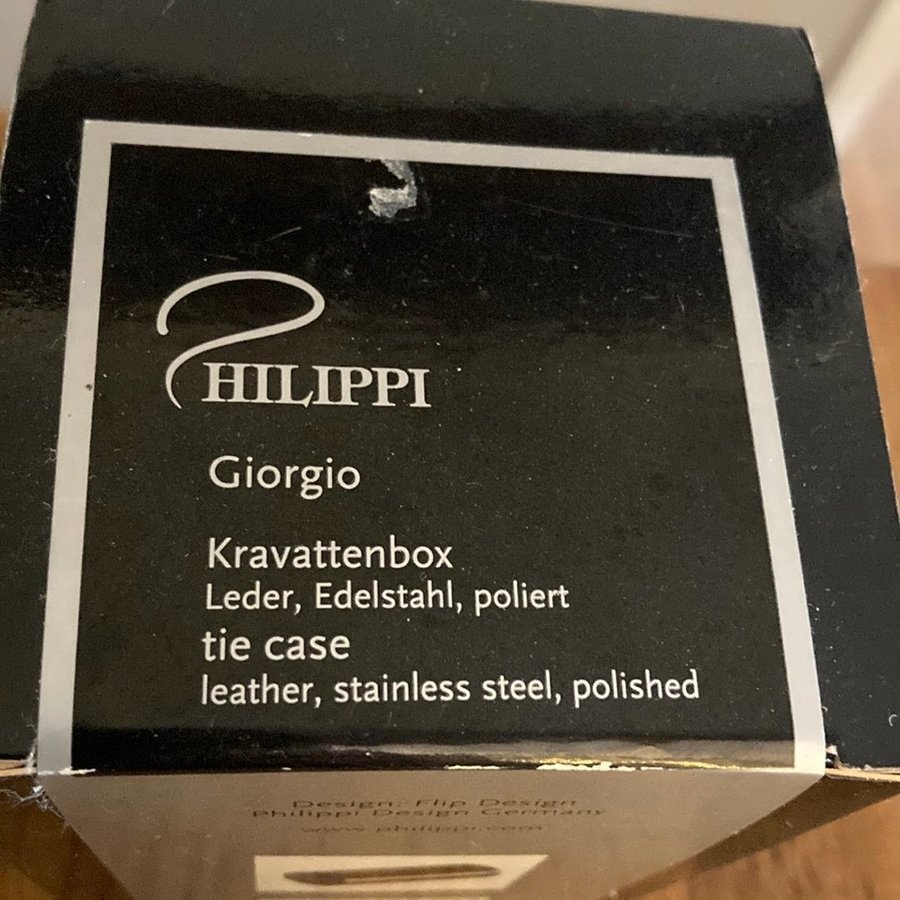 PHILIPPI
Giorgio
Kravattenbox
Leder, Edelstahl, poliert
tie case
leather, stainless steel, polished
Design: Flip Design
Philippi Design Germany
www.philippi.com